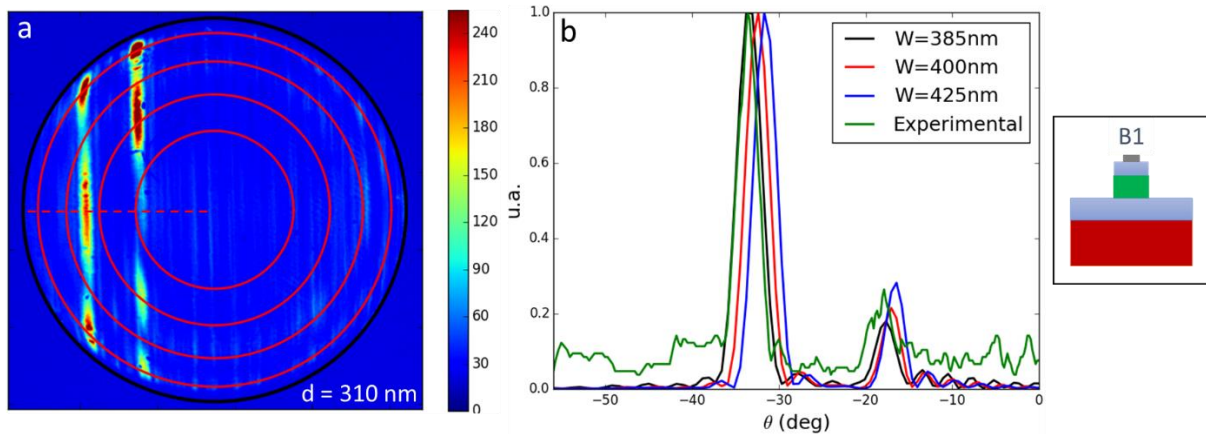 a
240
210
180
150
120
90
60
30
0
d = 310 nm
b
1.0
0.8
0.6
0.4
0.2
0.0
u.a.
−50
−40
−30
−20
−10
0
θ (deg)
W=385nm
W=400nm
W=425nm
Experimental
B1